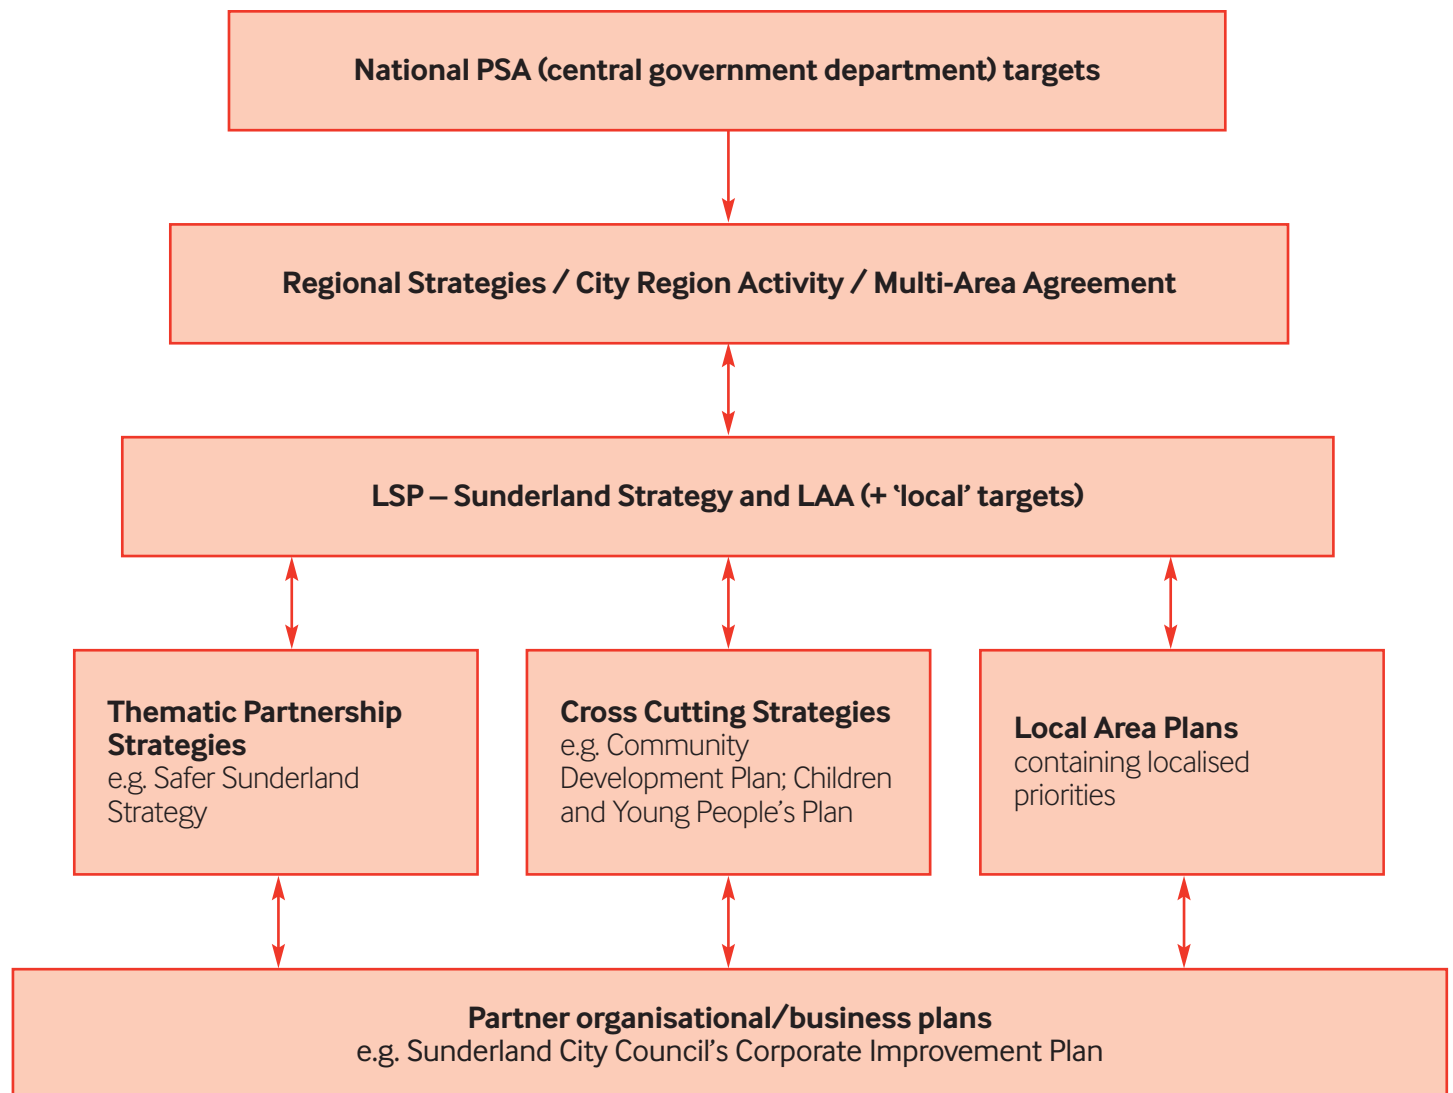 National PSA (central government department) targets
Regional Strategies / City Region Activity / Multi-Area Agreement
LSP – Sunderland Strategy and LAA (+ ‘local’ targets)
Thematic Partnership
Strategies
e.g. Safer Sunderland
Strategy
Cross Cutting Strategies
e.g. Community
Development Plan; Children
and Young People’s Plan
Local Area Plans
containing localised
priorities
Partner organisational/business plans
e.g. Sunderland City Council’s Corporate Improvement Plan